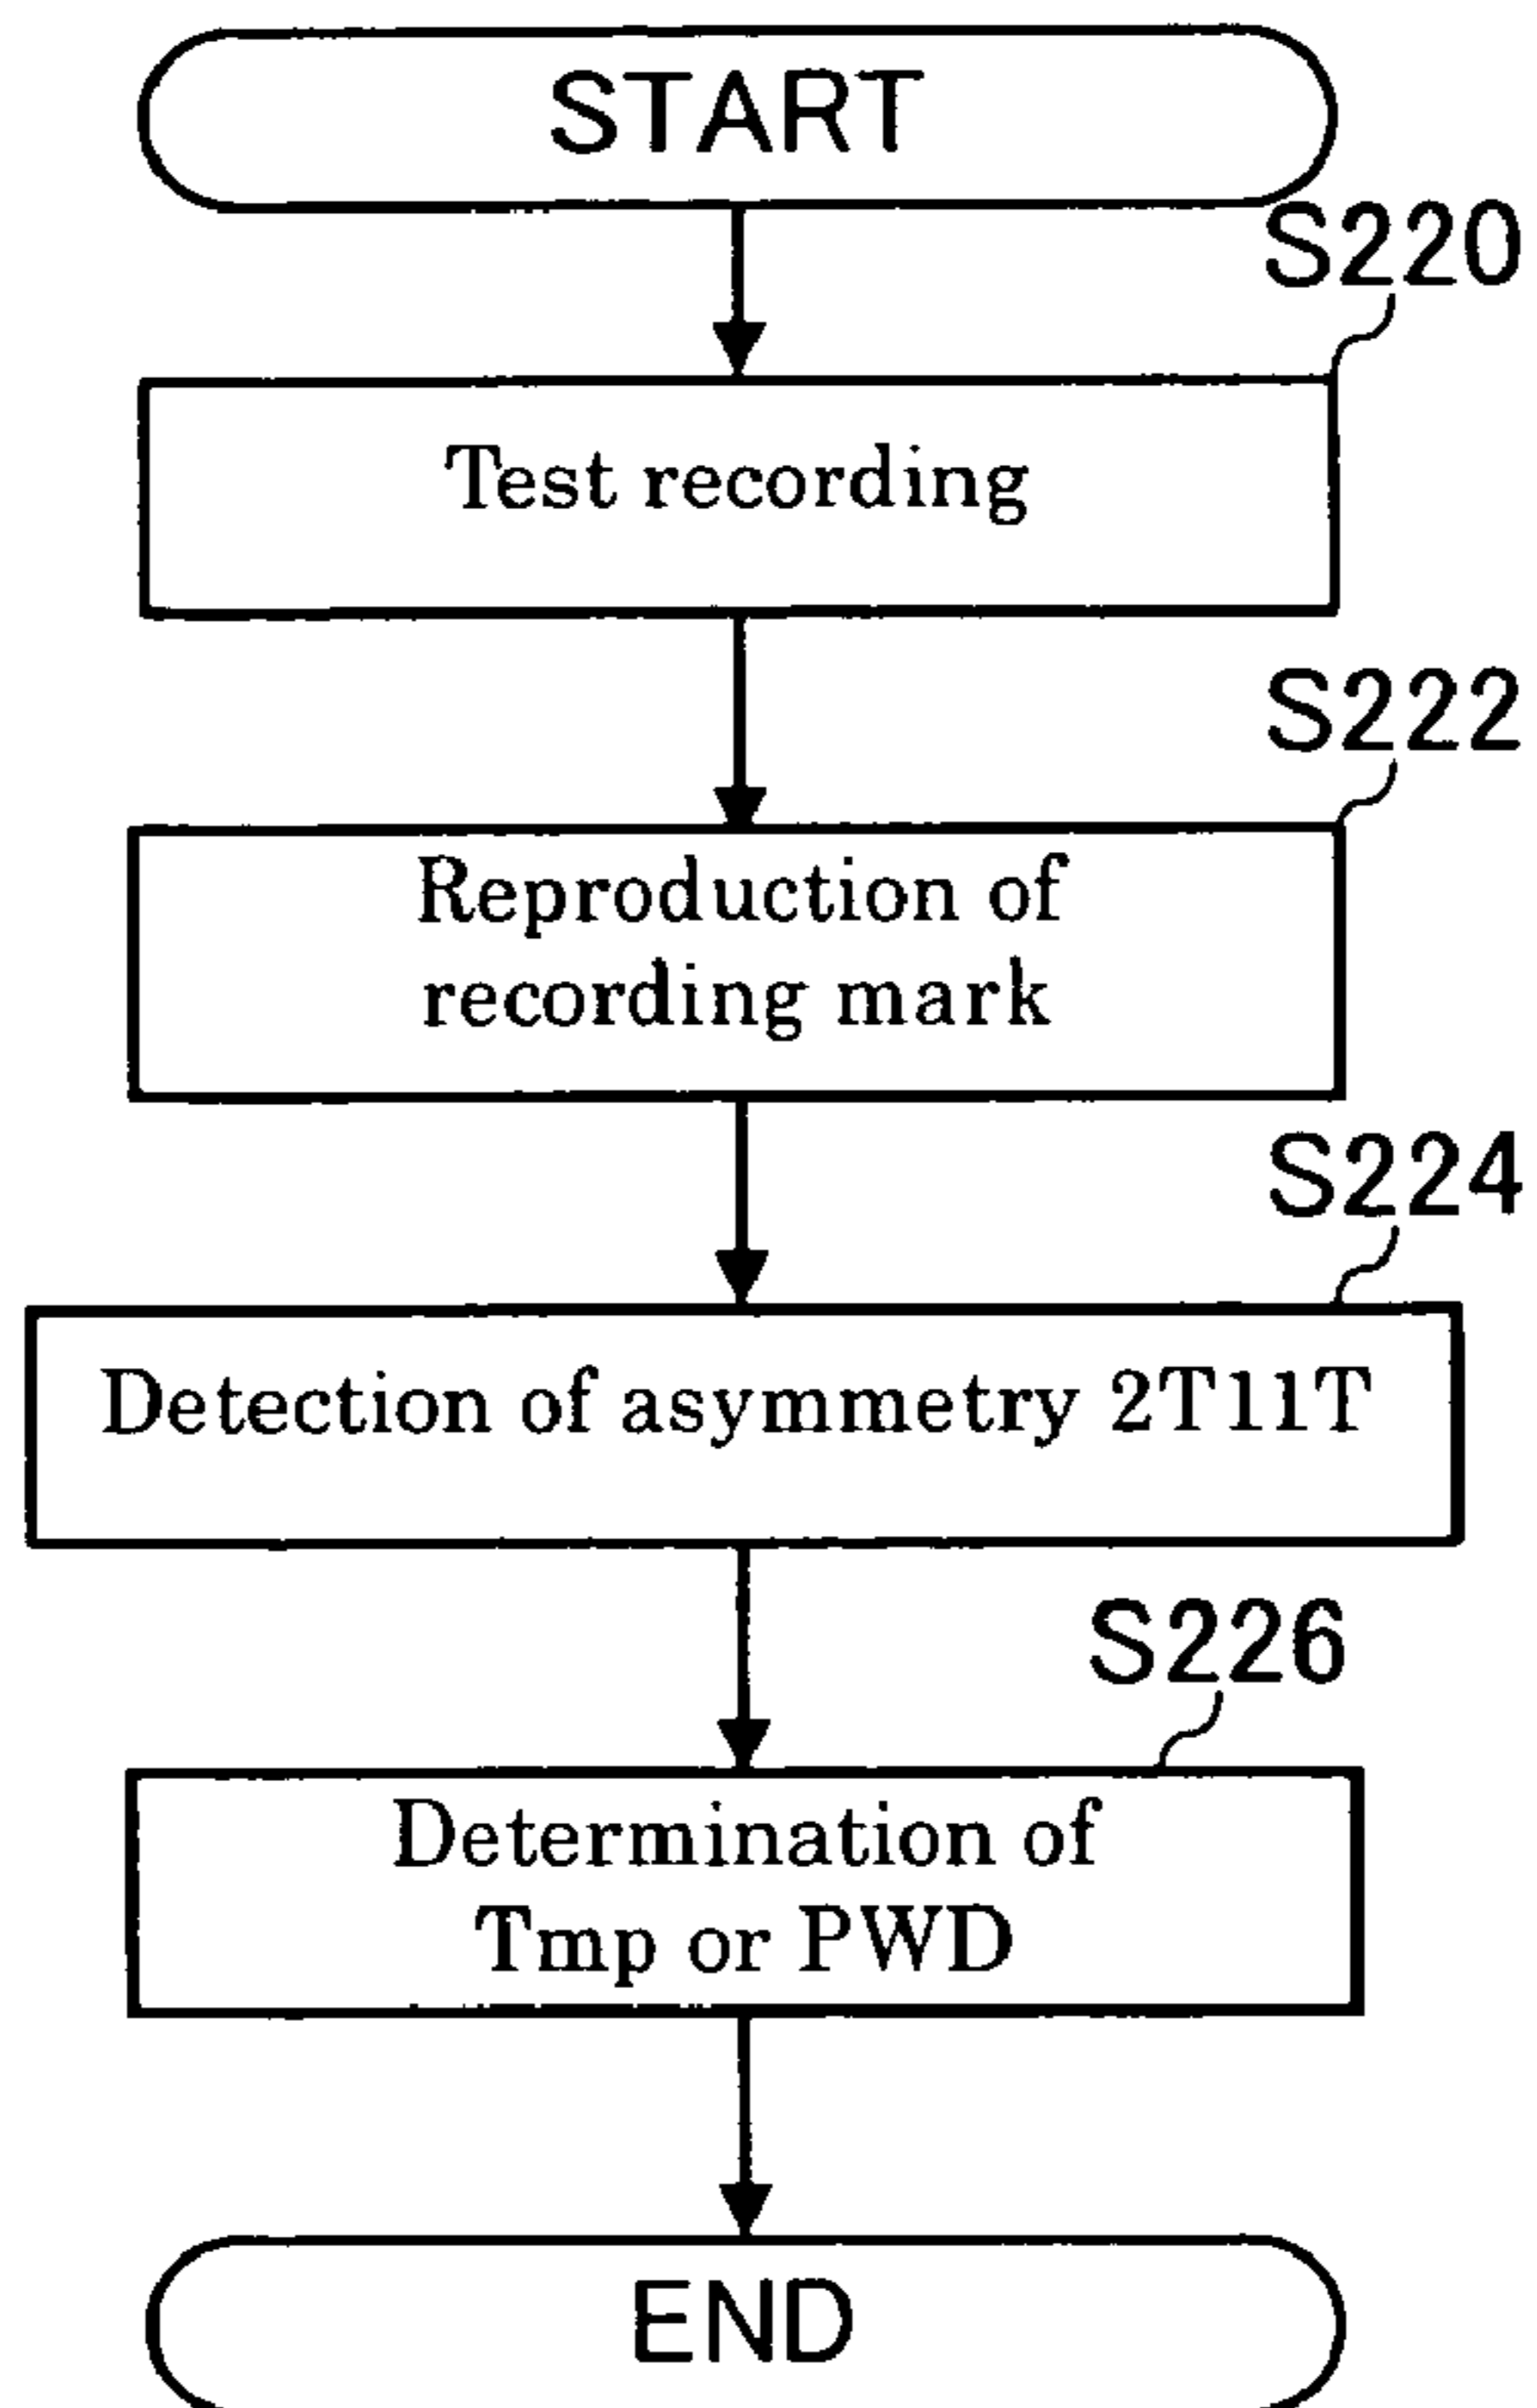 START
S220
Test recording
S222
Reproduction of
recording mark
S224
Detection of asymmetry 2T11T
S226
Determination of
Tmp or PWD
END